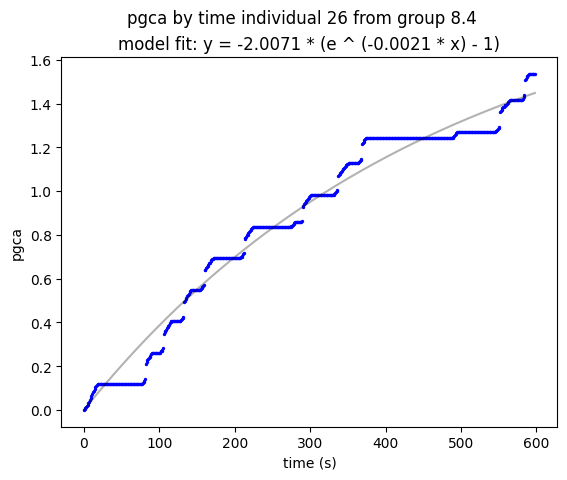 pgca by time individual 26 from group 8.4
model fit: y = -2.0071 * (e ^ (-0.0021 * x) - 1)
1.6
1.4
1.2
1.0
0.8
0.6
0.4
0.2
0.0
pgca
0 100 200 300 400 500 600
time (s)